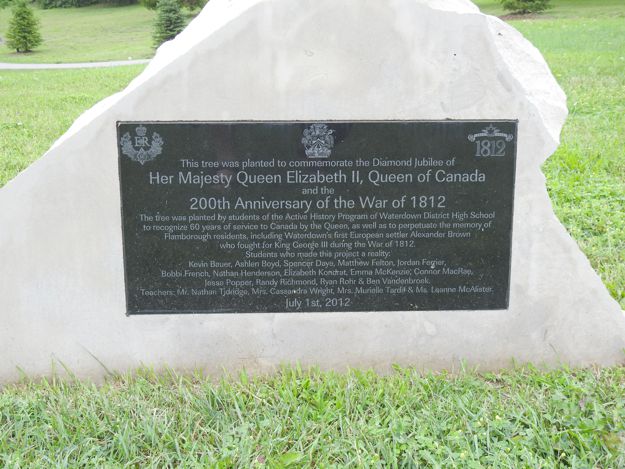 EⅡR
1812
This tree was planted to commemorate the Diamond Jubilee of
Her Majesty Queen Elizabeth II, Queen of Canada
and the
200th Anniversary of the War of 1812
The tree was planted by students of the Active History Program of Waterdown District High School
to recognize 60 years of service to Canada by the Queen, as well as to perpetuate the memory of
Flamborough residents, including Waterdown's first European settler Alexander Brown
who fought for King George III during the War of 1812.
Students who made this project a reality:
Kevin Bauer, Ashlen Boyd, Spencer Daye, Matthew Felton, Jordan Ferrier,
Bobbi French, Nathan Henderson, Elizabeth Kondrat, Emma McKenzie, Connor MacRae,
Jesse Popper, Randy Richmond, Ryan Rohr & Ben Vandenbroek.
Teachers: Mr. Nathan Tidridge, Mrs. Cassandra Wright, Mrs. Murielle Tardif & Ms. Leanne McAlister.
July 1st, 2012